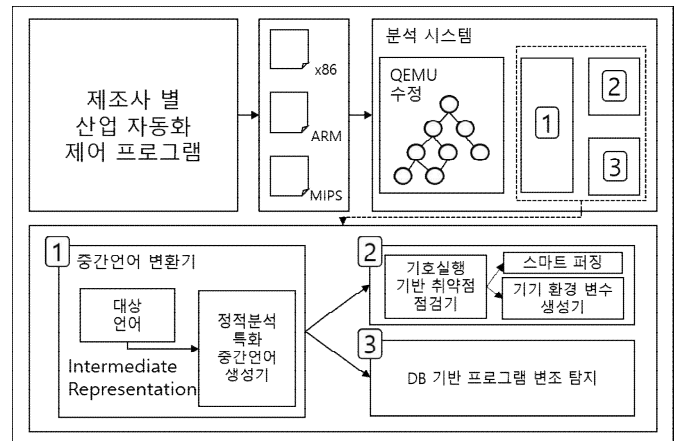 제조사 별
산업 자동화
제어 프로그램
x86
ARM
MIPS
분석 시스템
QEMU
수정
1
2
3
1
중간언어 변환기
대상
언어
Intermediate
Representation
정적분석
특화
중간언어
생성기
2
기호실행
기반 취약점
점검기
스마트 퍼징
기기 환경 변수
생성기
3
DB 기반 프로그램 변조 탐지